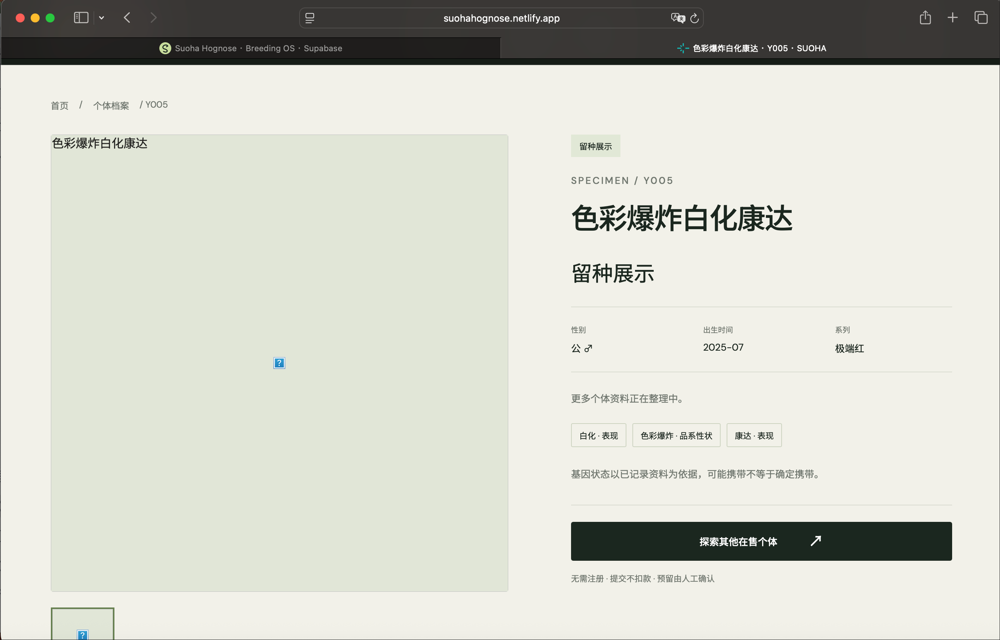 suohahognose.netlify.app
Suoha Hognose · Breeding OS · Supabase
色彩爆炸白化康达 · Y005 · SUOHA
首页 / 个体档案 / Y005
色彩爆炸白化康达
留种展示
SPECIMEN / Y005
色彩爆炸白化康达
留种展示
性别 出生时间 系列
公 ♂ 2025-07 极端红
更多个体资料正在整理中。
白化 · 表现 色彩爆炸 · 品系性状 康达 · 表现
基因状态以已记录资料为依据，可能携带不等于确定携带。
探索其他在售个体 ↗
无需注册 · 提交不扣款 · 预留由人工确认